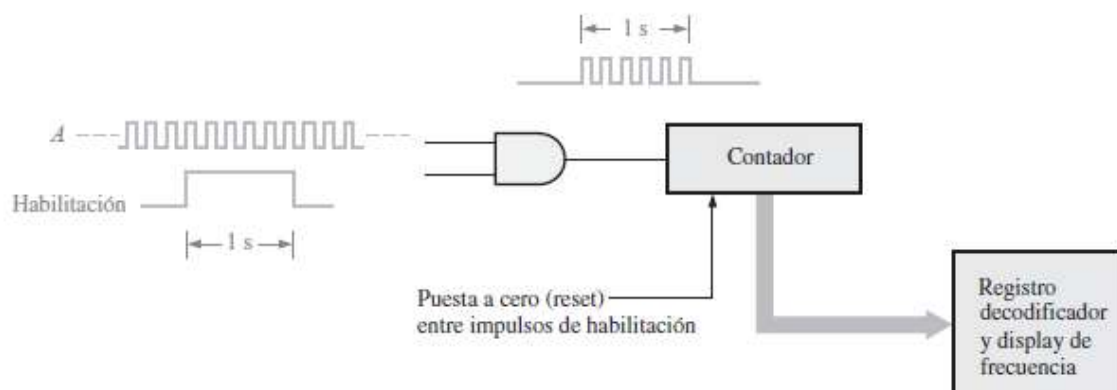 1 s
A
Contador
Habilitación
1 s
Puesta a cero (reset)
entre impulsos de habilitación
Registro
decodificador
y display de
frecuencia